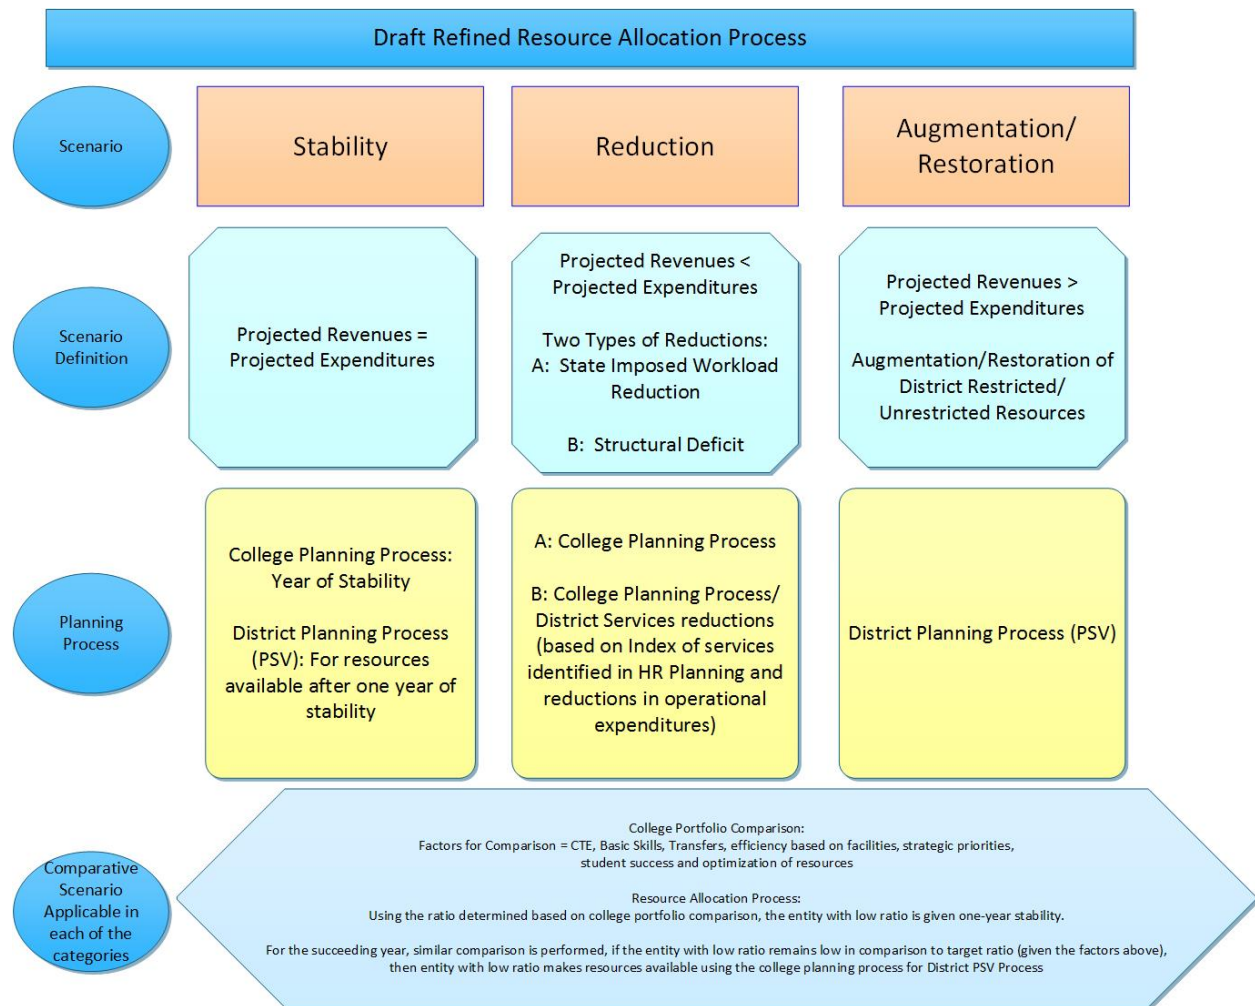 Draft Refined Resource Allocation Process
Scenario
Stability
Reduction
Augmentation/
Restoration
Scenario
Definition
Projected Revenues =
Projected Expenditures
Projected Revenues <
Projected Expenditures
Two Types of Reductions:
A:  State Imposed Workload
Reduction
B:  Structural Deficit
Projected Revenues >
Projected Expenditures
Augmentation/Restoration of
District Restricted/
Unrestricted Resources
Planning
Process
College Planning Process:
Year of Stability
District Planning Process
(PSV): For resources
available after one year of
stability
A: College Planning Process
B: College Planning Process/
District Services reductions
(based on Index of services
identified in HR Planning and
reductions in operational
expenditures)
District Planning Process (PSV)
Comparative
Scenario
Applicable in
each of the
categories
College Portfolio Comparison:
Factors for Comparison = CTE, Basic Skills, Transfers, efficiency based on facilities, strategic priorities,
student success and optimization of resources
Resource Allocation Process:
Using the ratio determined based on college portfolio comparison, the entity with low ratio is given one-year stability.
For the succeeding year, similar comparison is performed, if the entity with low ratio remains low in comparison to target ratio (given the factors above),
then entity with low ratio makes resources available using the college planning process for District PSV Process